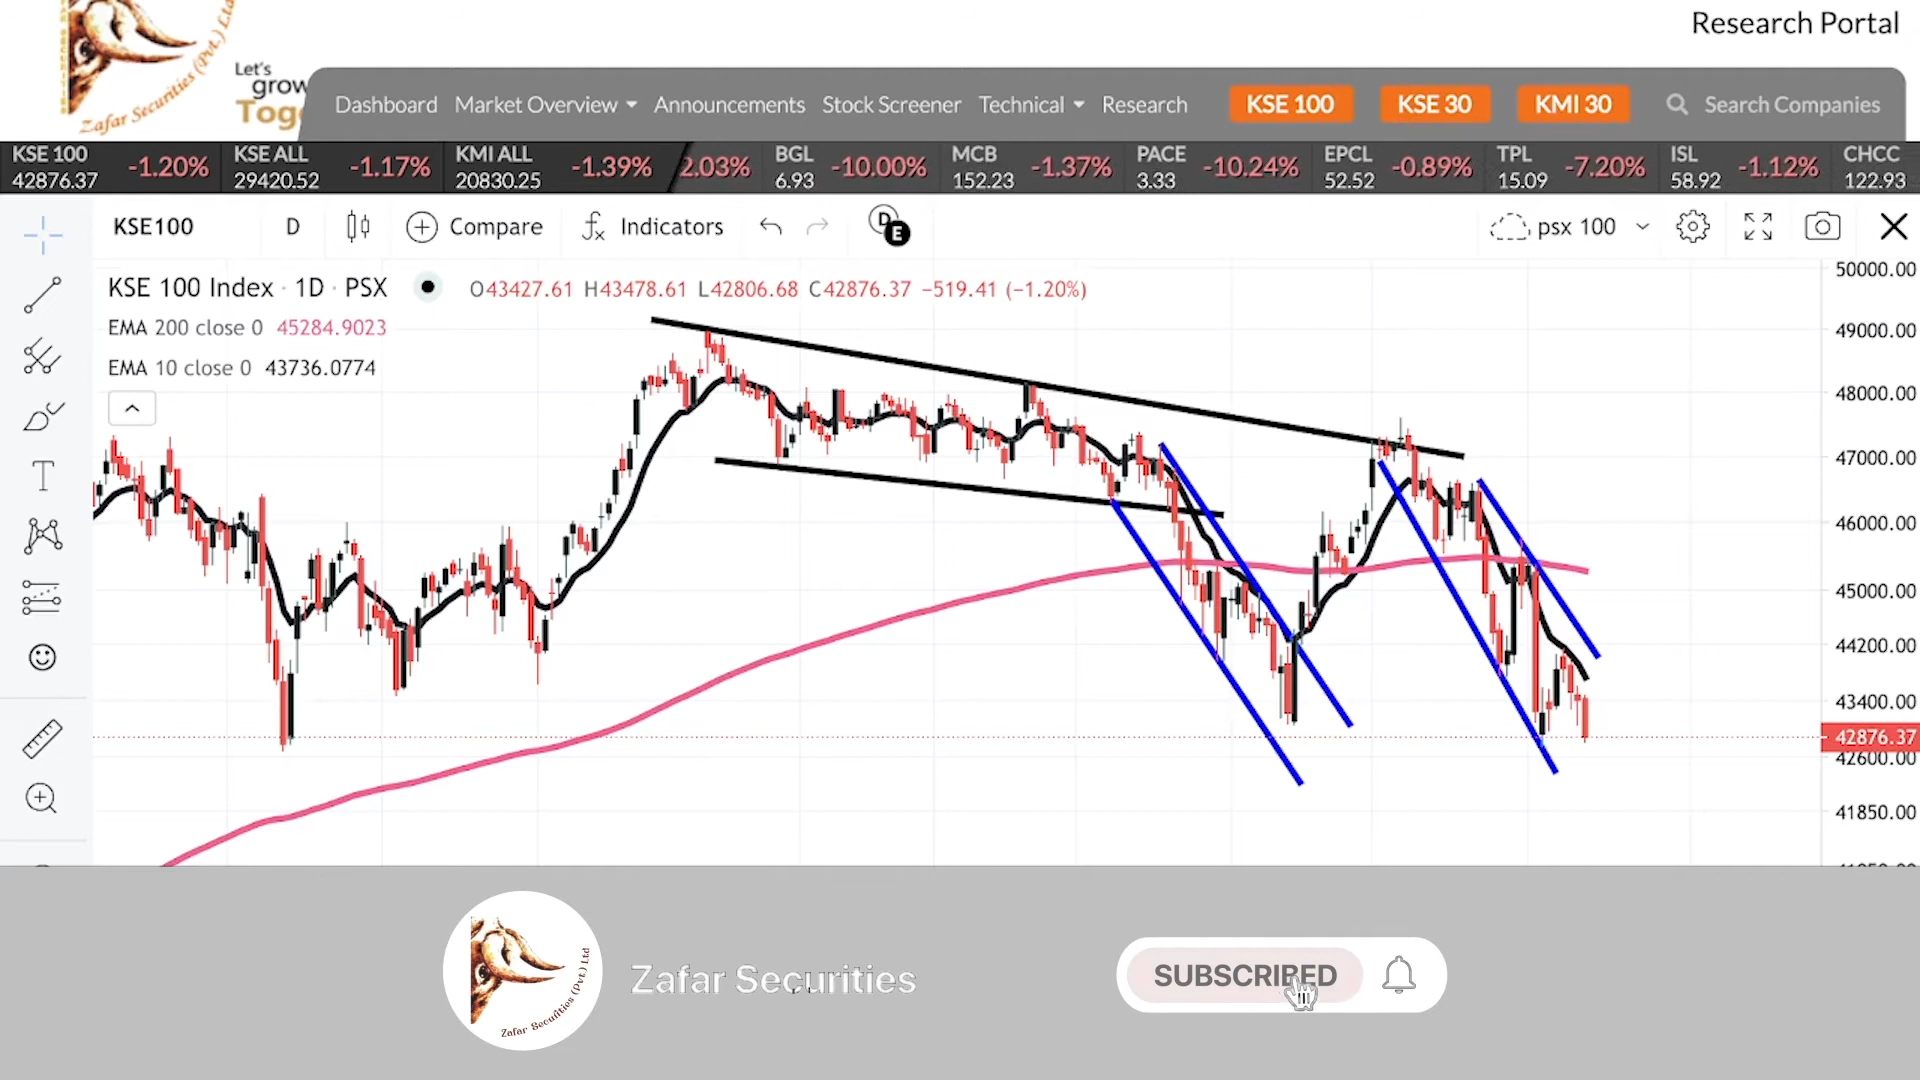 Research Portal
Zafar Securities (Pvt.) L
Let's
grow
Tog
Dashboard Market Overview Announcements Stock Screener Technical Research KSE 100 KSE 30 KMI 30 Search Companies
KSE 100 42876.37 -1.20% KSE ALL 29420.52 -1.17% KMI ALL 20830.25 -1.39% 2.03% BGL 6.93 -10.00% MCB 152.23 -1.37% PACE 3.33 -10.24% EPCL 52.52 -0.89% TPL 15.09 -7.20% ISL 58.92 -1.12% CHCC 122.93
KSE100 D Compare Indicators D E psx 100
KSE 100 Index · 1D · PSX O43427.61 H43478.61 L42806.68 C42876.37 −519.41 (−1.20%)
EMA 200 close 0 45284.9023
EMA 10 close 0 43736.0774
50000.00
49000.00
48000.00
47000.00
46000.00
45000.00
44200.00
43400.00
42876.37
42600.00
41850.00
Zafar Securities (Pvt.) Ltd
Zafar Securities
SUBSCRIBED